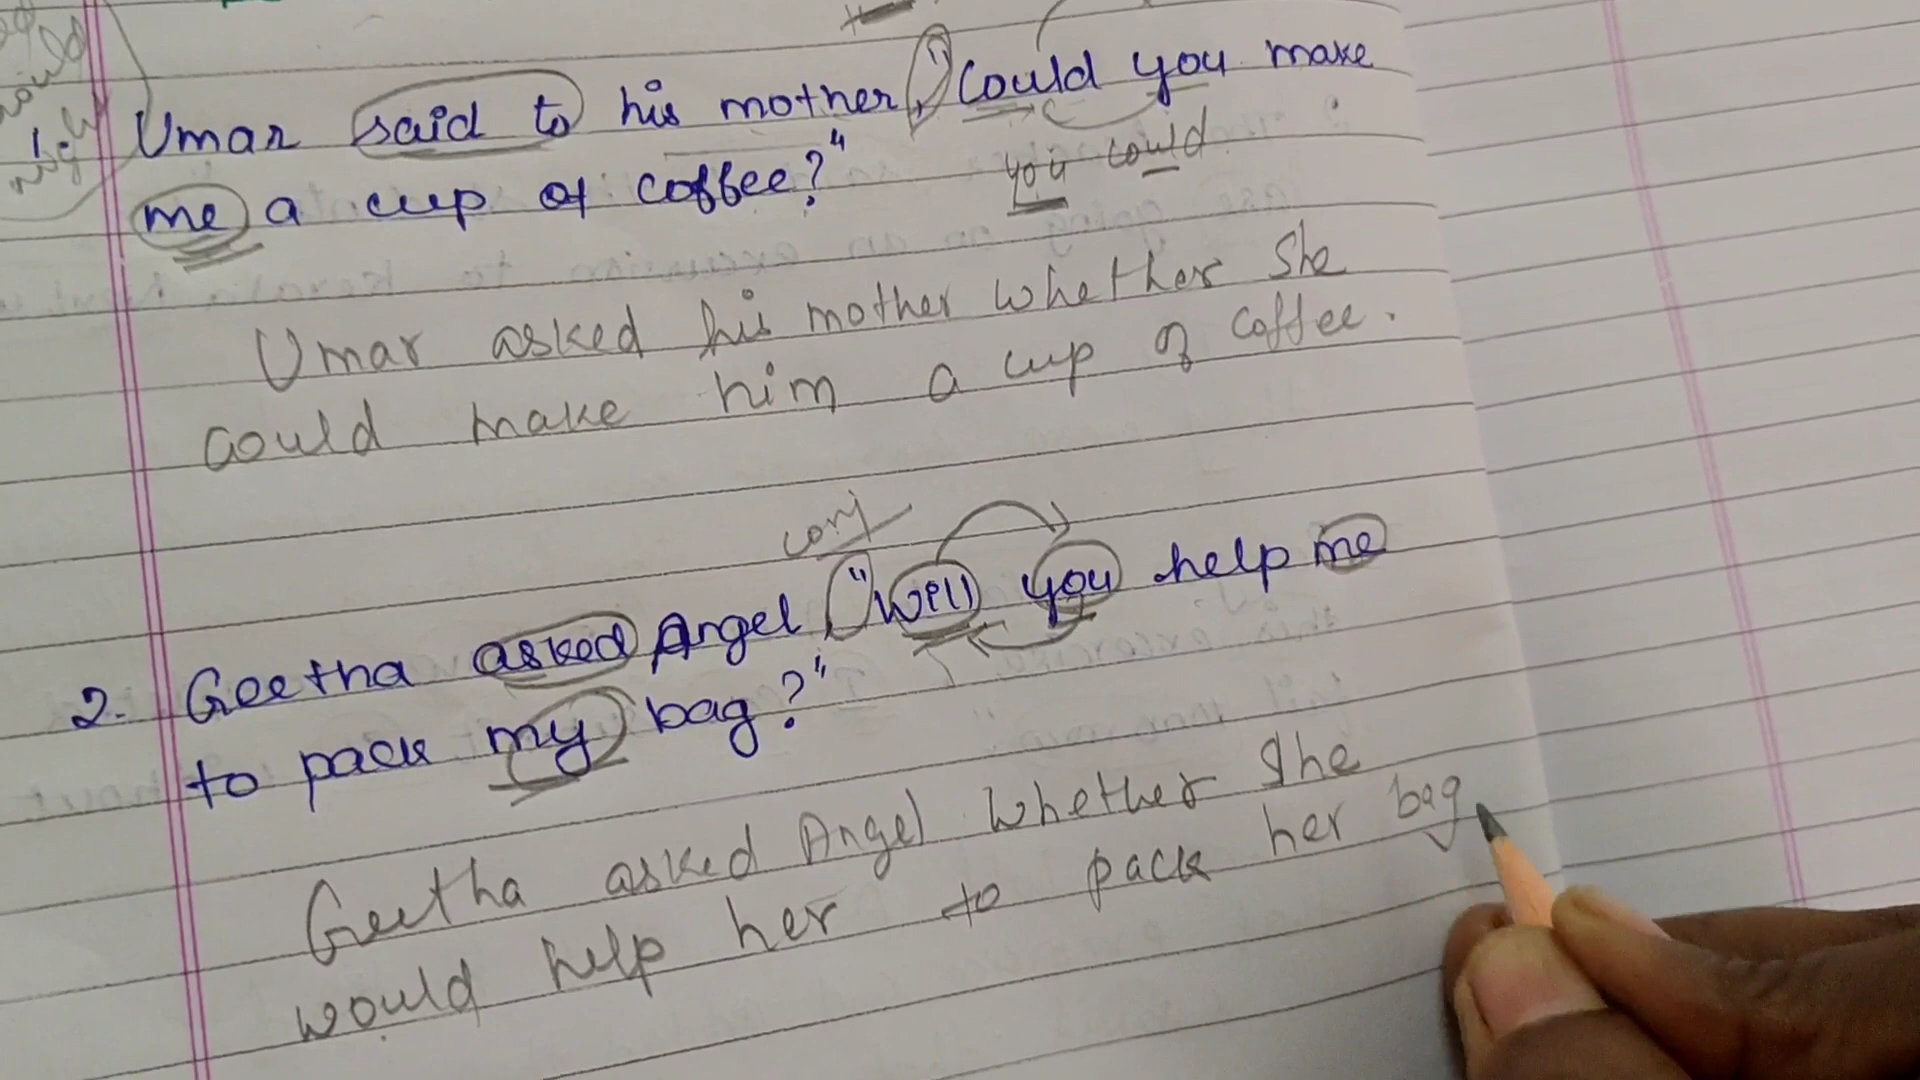 1. Umar said to his mother, "Could you make
you could
me a cup of coffee?"
Umar asked his mother whether she
could make him a cup of coffee.
conj
2. Geetha asked Angel, "Will you help me
to pack my bag?"
Geetha asked Angel whether she
would help her to pack her bag